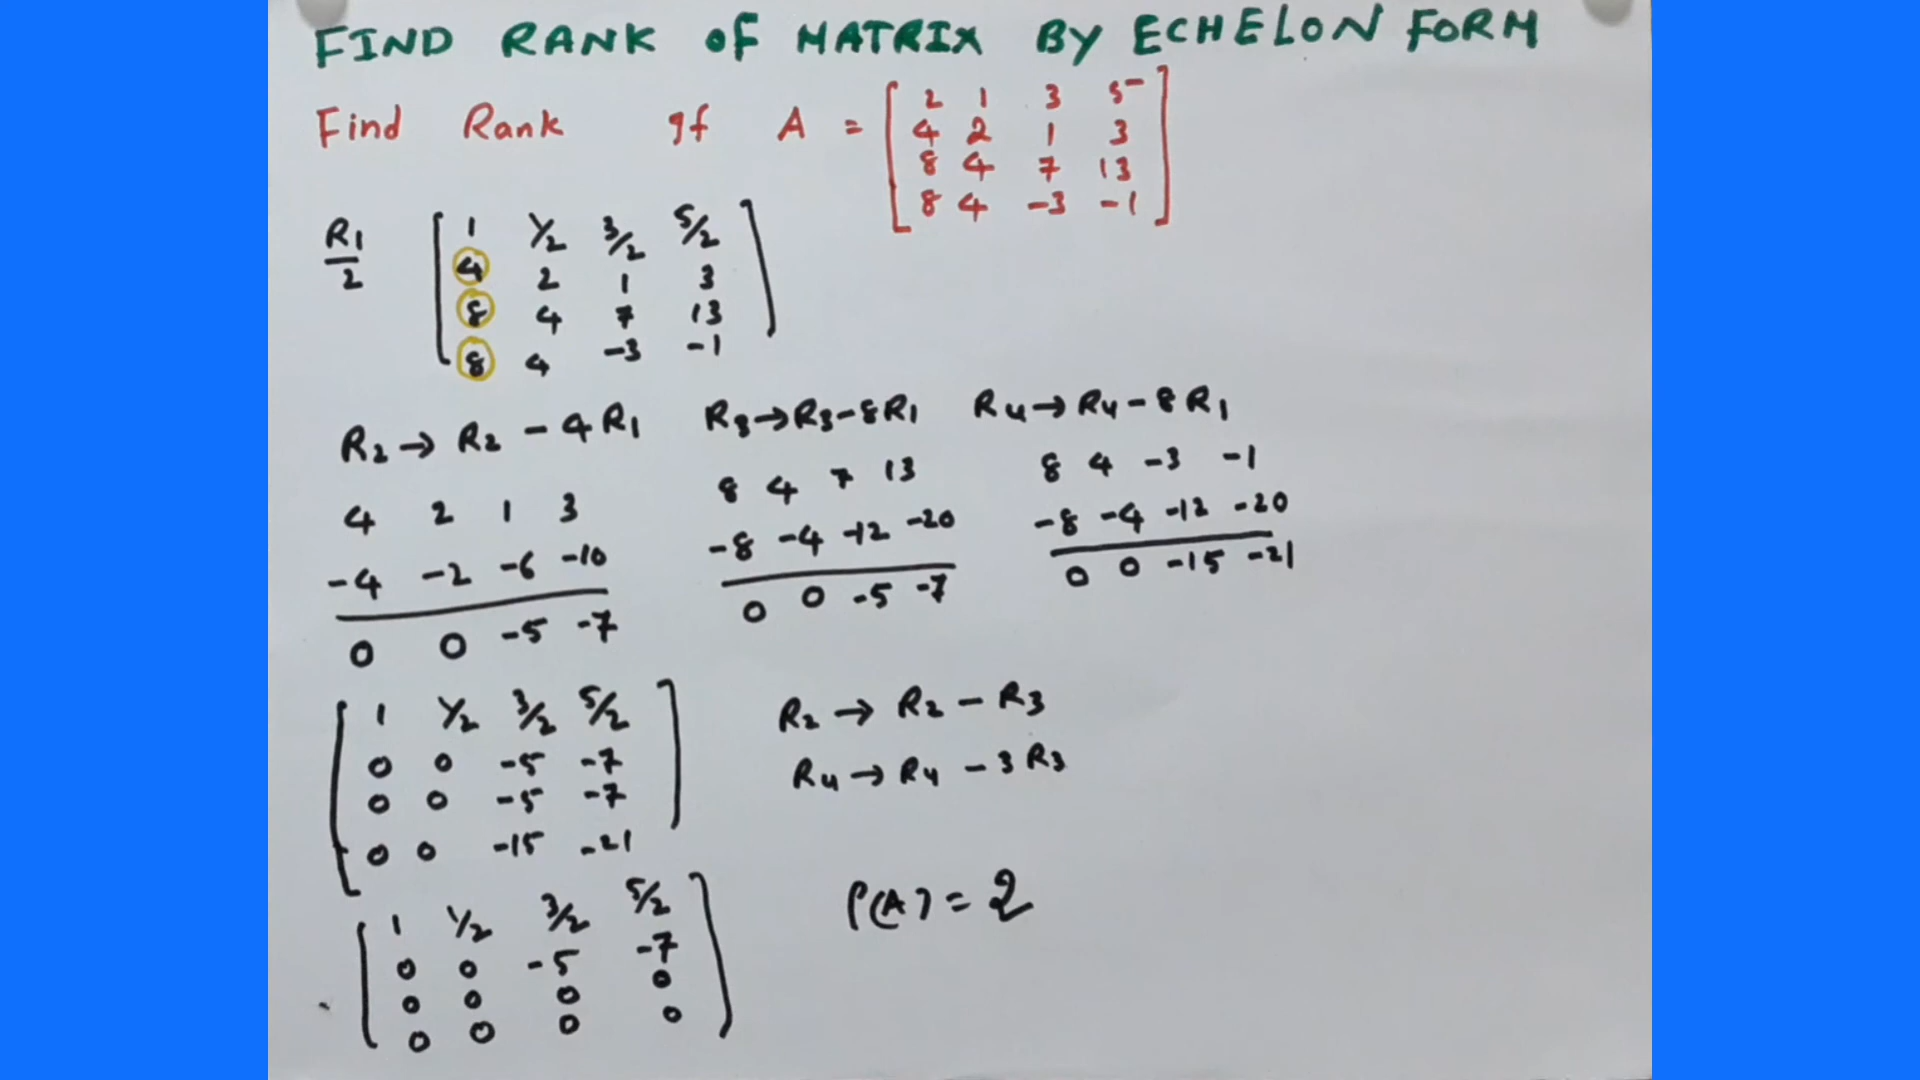 FIND RANK OF MATRIX BY ECHELON FORM
Find Rank If A = [ 2 1 3 5
4 2 1 3
8 4 7 13
8 4 -3 -1 ]
R1/2 [ 1 1/2 3/2 5/2
4 2 1 3
8 4 7 13
8 4 -3 -1 ]
R2 → R2 - 4R1 R3 → R3 - 8R1 R4 → R4 - 8R1
4 2 1 3
-4 -2 -6 -10
0 0 -5 -7
8 4 7 13
-8 -4 -12 -20
0 0 -5 -7
8 4 -3 -1
-8 -4 -12 -20
0 0 -15 -21
[ 1 1/2 3/2 5/2
0 0 -5 -7
0 0 -5 -7
0 0 -15 -21 ]
R2 → R2 - R3
R4 → R4 - 3R3
[ 1 1/2 3/2 5/2
0 0 -5 -7
0 0 0 0
0 0 0 0 ]
ρ(A) = 2